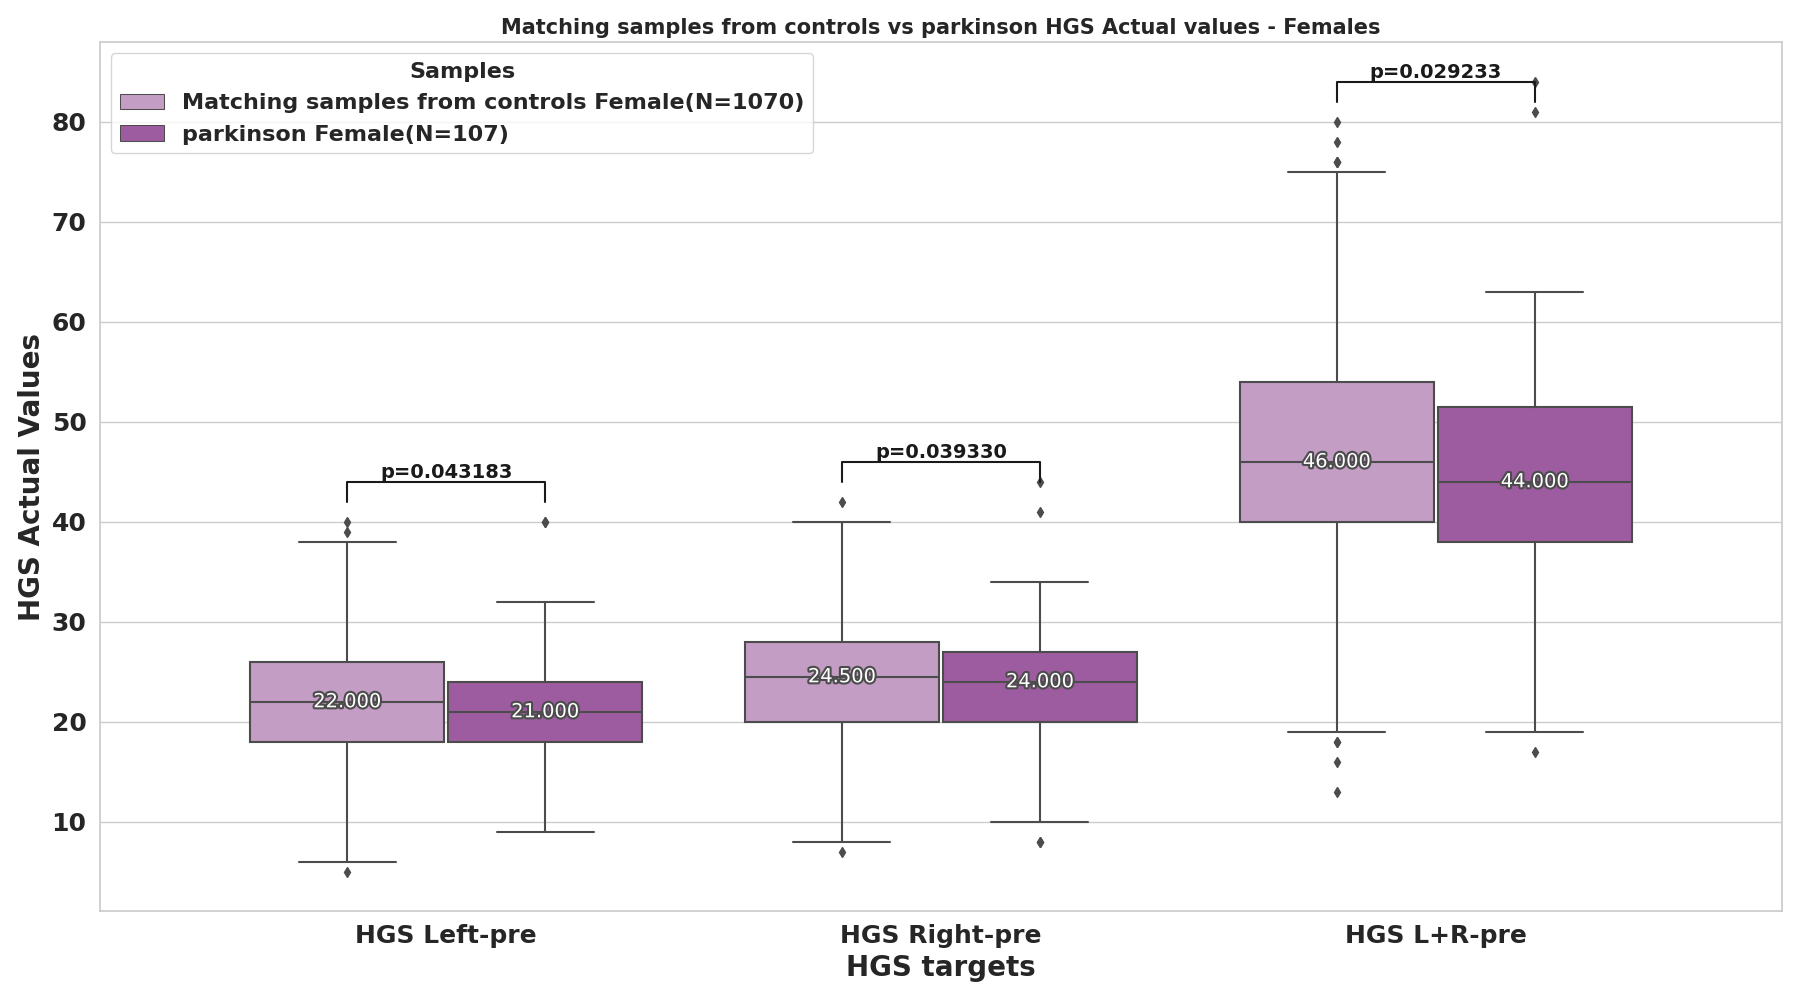 Matching samples from controls vs parkinson HGS Actual values - Females
Samples
Matching samples from controls Female(N=1070)
parkinson Female(N=107)
HGS Actual Values
80
70
60
50
40
30
20
10
p=0.043183
p=0.039330
p=0.029233
22.000
21.000
24.500
24.000
46.000
44.000
HGS Left-pre
HGS Right-pre
HGS L+R-pre
HGS targets